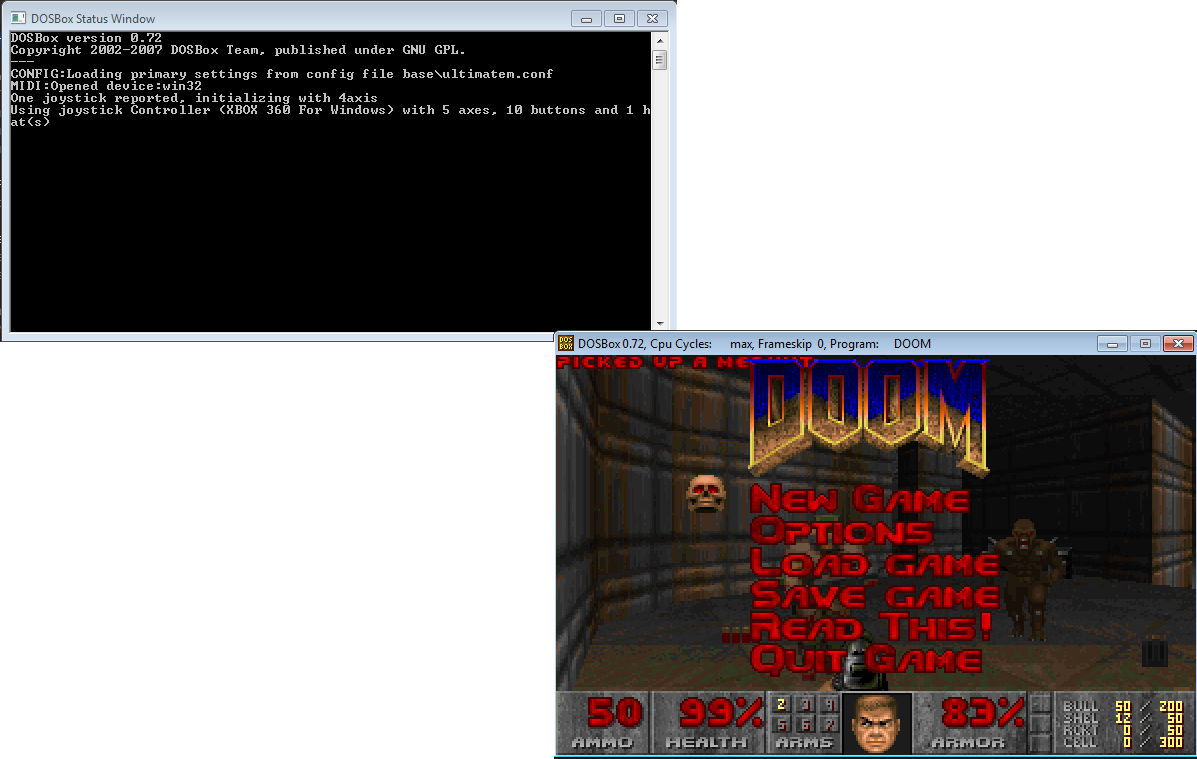 DOSBox Status Window
DOSBox version 0.72
Copyright 2002-2007 DOSBox Team, published under GNU GPL.
---
CONFIG:Loading primary settings from config file base\ultimatem.conf
MIDI:Opened device:win32
One joystick reported, initializing with 4axis
Using joystick Controller (XBOX 360 For Windows) with 5 axes, 10 buttons and 1 h
at(s)
DOS BOX
DOSBox 0.72, Cpu Cycles: max, Frameskip 0, Program: DOOM
PICKED UP A
DOOM
New Game
Options
Load Game
Save Game
Read This!
Quit Game
50 99% 2 3 4 83% BULL 50 / 200
SHEL 12 / 50
5 6 7 RCKT 0 / 50
AMMO HEALTH ARMS ARMOR CELL 0 / 300